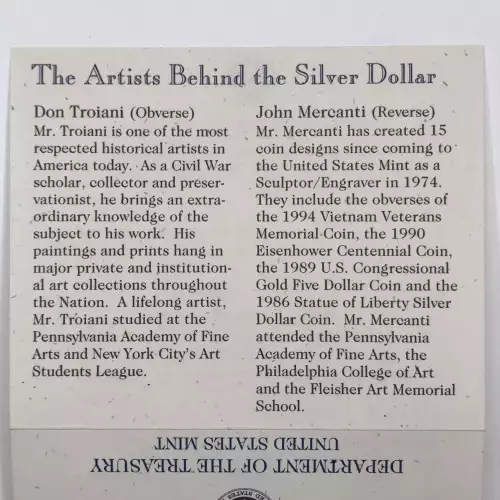 The Artists Behind the Silver Dollar
Don Troiani (Obverse)
Mr. Troiani is one of the most
respected historical artists in
America today. As a Civil War
scholar, collector and preser-
vationist, he brings an extra-
ordinary knowledge of the
subject to his work. His
paintings and prints hang in
major private and institution-
al art collections throughout
the Nation. A lifelong artist,
Mr. Troiani studied at the
Pennsylvania Academy of Fine
Arts and New York City's Art
Students League.
John Mercanti (Reverse)
Mr. Mercanti has created 15
coin designs since coming to
the United States Mint as a
Sculptor/Engraver in 1974.
They include the obverses of
the 1994 Vietnam Veterans
Memorial Coin, the 1990
Eisenhower Centennial Coin,
the 1989 U.S. Congressional
Gold Five Dollar Coin and the
1986 Statue of Liberty Silver
Dollar Coin. Mr. Mercanti
attended the Pennsylvania
Academy of Fine Arts, the
Philadelphia College of Art
and the Fleisher Art Memorial
School.
DEPARTMENT OF THE TREASURY
UNITED STATES MINT